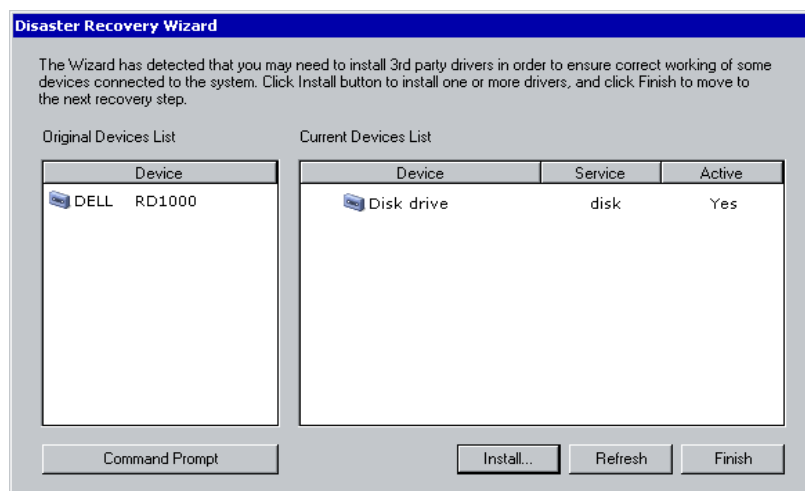 Disaster Recovery Wizard
The Wizard has detected that you may need to install 3rd party drivers in order to ensure correct working of some
devices connected to the system. Click Install button to install one or more drivers, and click Finish to move to
the next recovery step.
Original Devices List
Current Devices List
Device
DELL RD1000
Device Service Active
Disk drive disk Yes
Command Prompt
Install... Refresh Finish